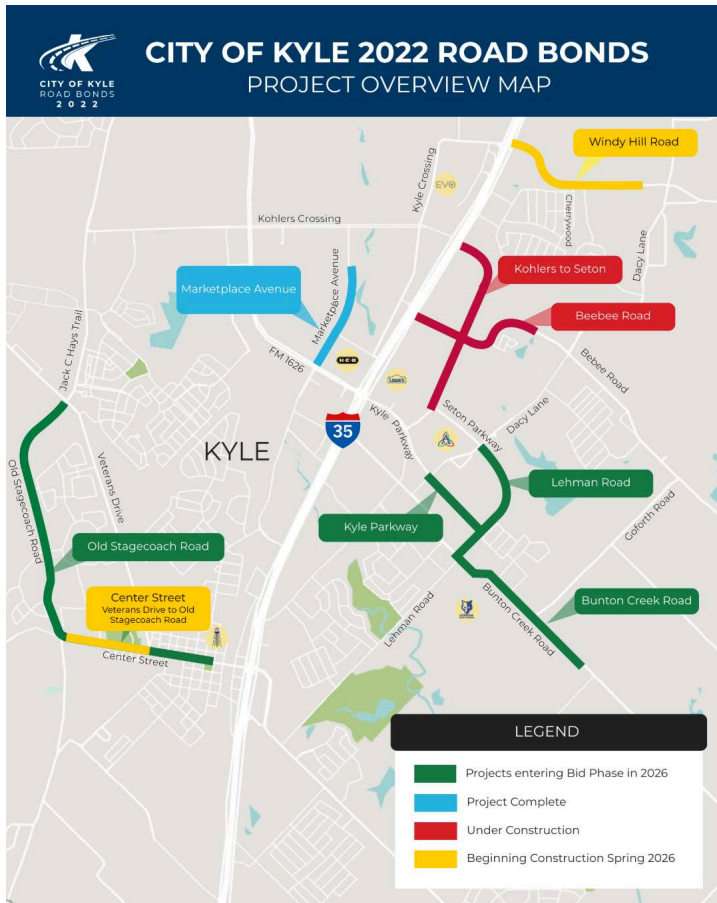 CITY OF KYLE
ROAD BONDS
2022
CITY OF KYLE 2022 ROAD BONDS
PROJECT OVERVIEW MAP
Windy Hill Road
Kyle Crossing
EVO
Cherrywood
Dacy Lane
Kohlers Crossing
Kohlers to Seton
Marketplace Avenue
Marketplace Avenue
Beebee Road
Jack C Hays Trail
FM 1626
H-E-B
Lowe's
Bebee Road
Kyle Parkway
Seton Parkway
Dacy Lane
35
KYLE
Veterans Drive
Old Stagecoach Road
Lehman Road
Goforth Road
Kyle Parkway
Old Stagecoach Road
Center Street
Veterans Drive to Old
Stagecoach Road
Bunton Creek Road
Lehman Road
Bunton Creek Road
Center Street
LEGEND
Projects entering Bid Phase in 2026
Project Complete
Under Construction
Beginning Construction Spring 2026